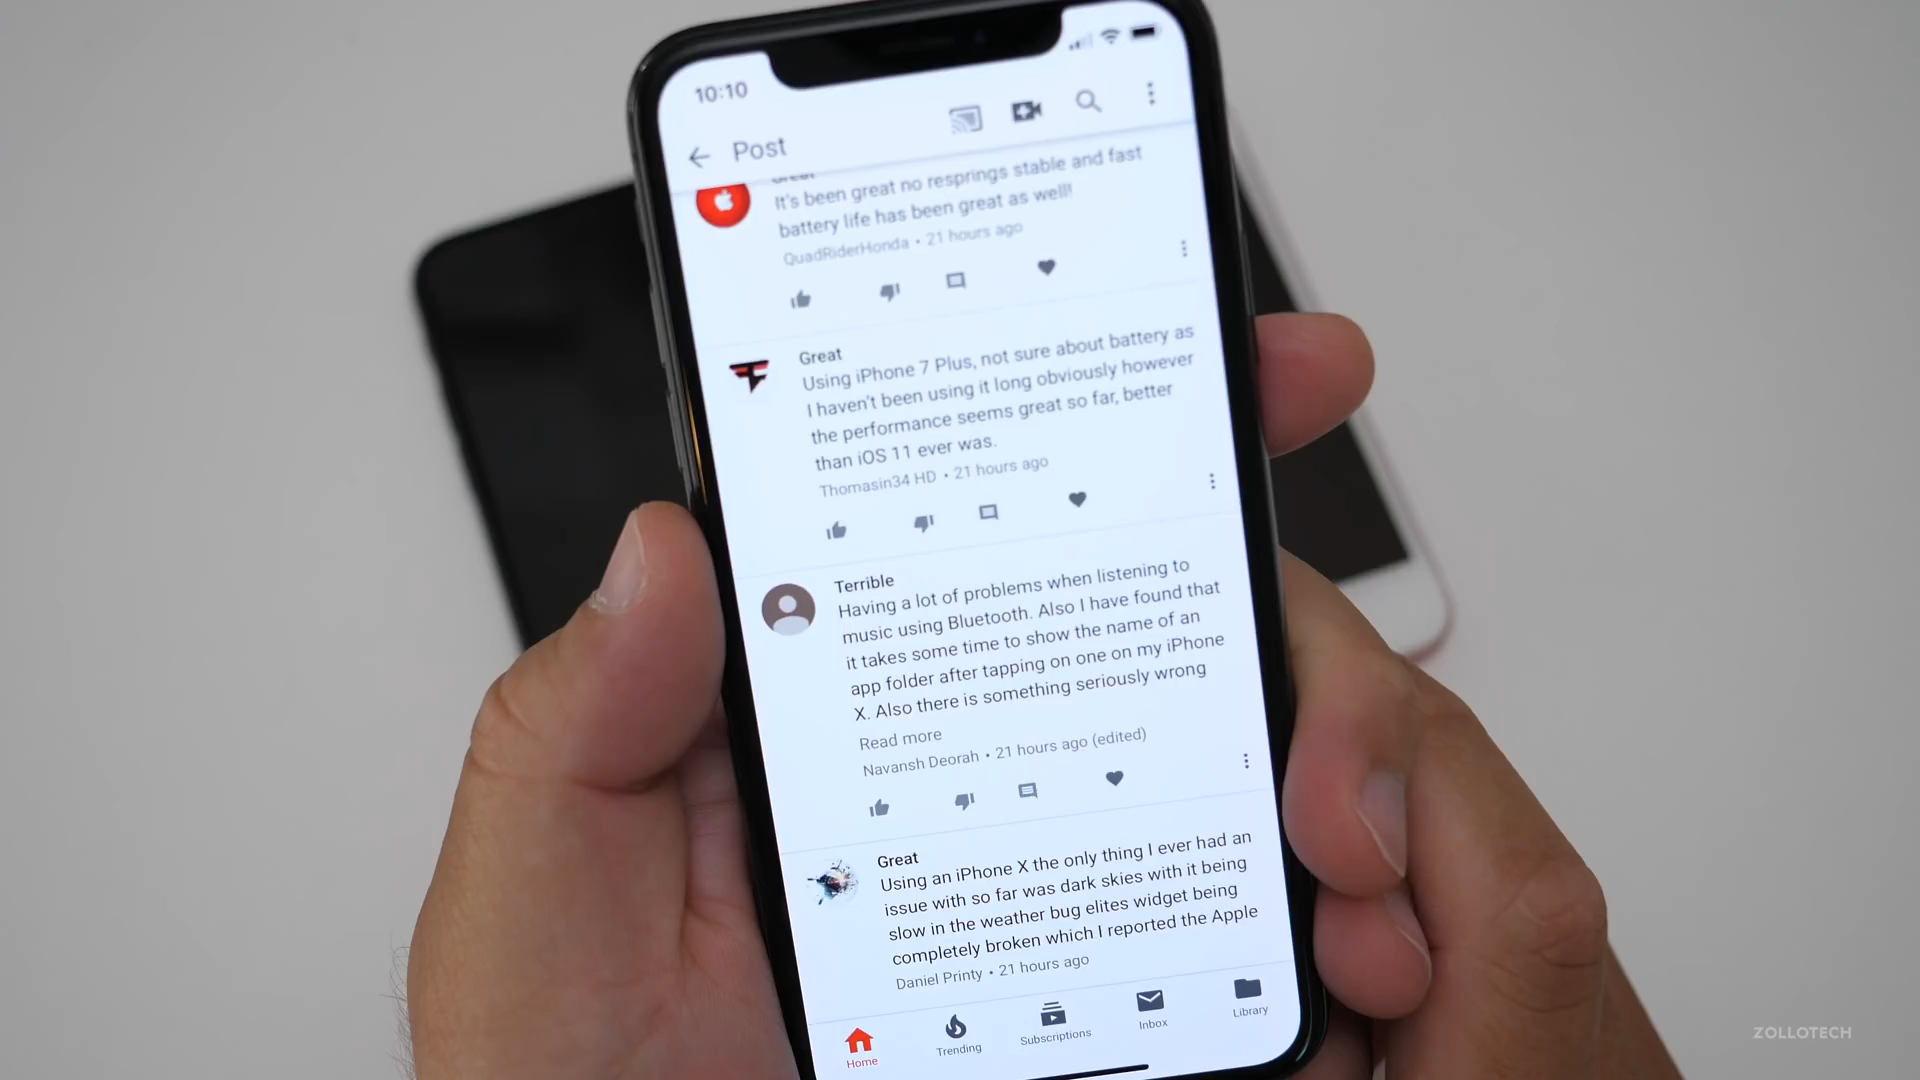 10:10
Post
Great
It's been great no resprings stable and fast
battery life has been great as well!
QuadRiderHonda • 21 hours ago
Great
Using iPhone 7 Plus, not sure about battery as
I haven't been using it long obviously however
the performance seems great so far, better
than iOS 11 ever was.
Thomasin34 HD • 21 hours ago
Terrible
Having a lot of problems when listening to
music using Bluetooth. Also I have found that
it takes some time to show the name of an
app folder after tapping on one on my iPhone
X. Also there is something seriously wrong
Read more
Navansh Deorah • 21 hours ago (edited)
Great
Using an iPhone X the only thing I ever had an
issue with so far was dark skies with it being
slow in the weather bug elites widget being
completely broken which I reported the Apple
Daniel Printy • 21 hours ago
Home
Trending
Subscriptions
Inbox
Library
ZOLLOTECH